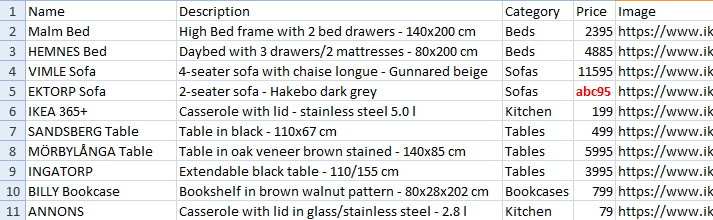 1 Name Description Category Price Image
2 Malm Bed High Bed frame with 2 bed drawers - 140x200 cm Beds 2395 https://www.ik
3 HEMNES Bed Daybed with 3 drawers/2 mattresses - 80x200 cm Beds 4885 https://www.ik
4 VIMLE Sofa 4-seater sofa with chaise longue - Gunnared beige Sofas 11595 https://www.ik
5 EKTORP Sofa 2-seater sofa - Hakebo dark grey Sofas abc95 https://www.ik
6 IKEA 365+ Casserole with lid - stainless steel 5.0 l Kitchen 199 https://www.ik
7 SANDSBERG Table Table in black - 110x67 cm Tables 499 https://www.ik
8 MÖRBYLÅNGA Table Table in oak veneer brown stained - 140x85 cm Tables 5995 https://www.ik
9 INGATORP Extendable black table - 110/155 cm Tables 3995 https://www.ik
10 BILLY Bookcase Bookshelf in brown walnut pattern - 80x28x202 cm Bookcases 799 https://www.ik
11 ANNONS Casserole with lid in glass/stainless steel - 2.8 l Kitchen 79 https://www.ik